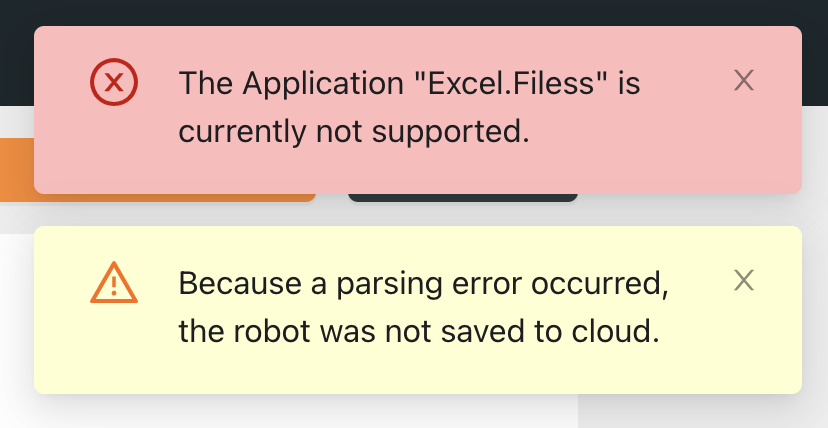 The Application "Excel.Filess" is
currently not supported.
Because a parsing error occurred,
the robot was not saved to cloud.